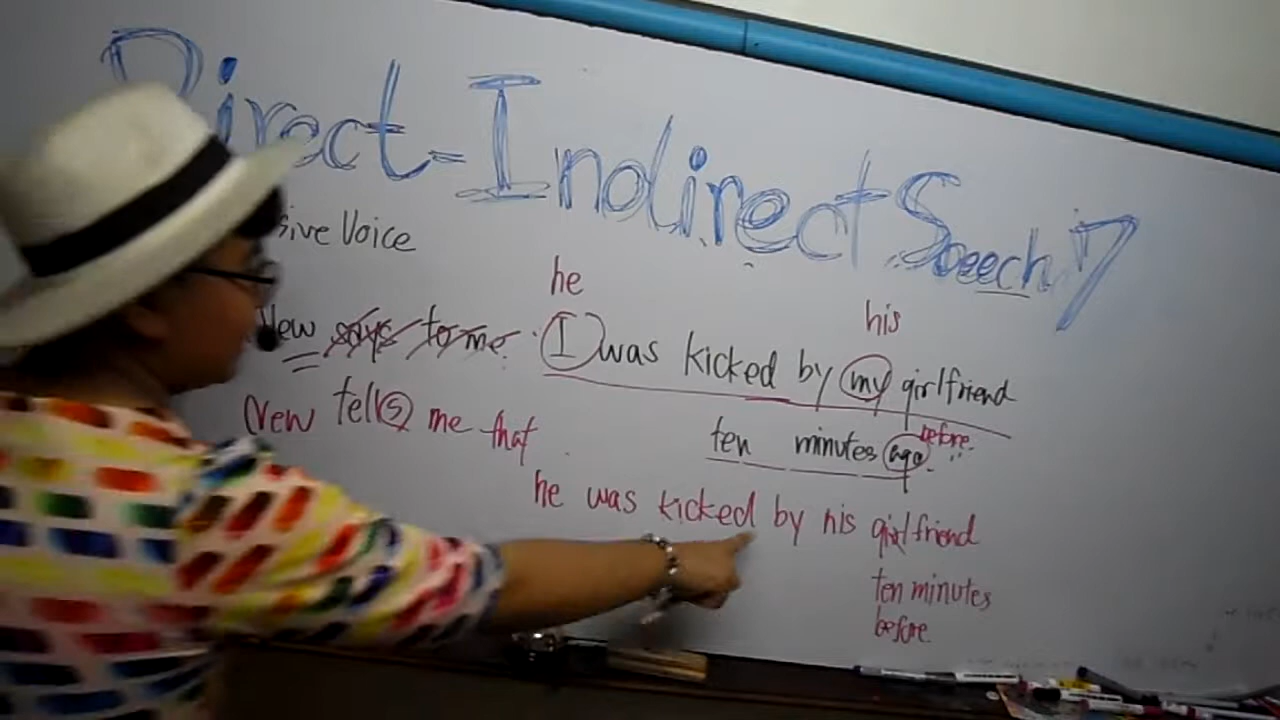 Direct-Indirect Speech 7
sive Voice
he
his
New says to me : I was kicked by my girlfriend
New tells me that
before
ten minutes ago
he was kicked by his girlfriend
ten minutes
before